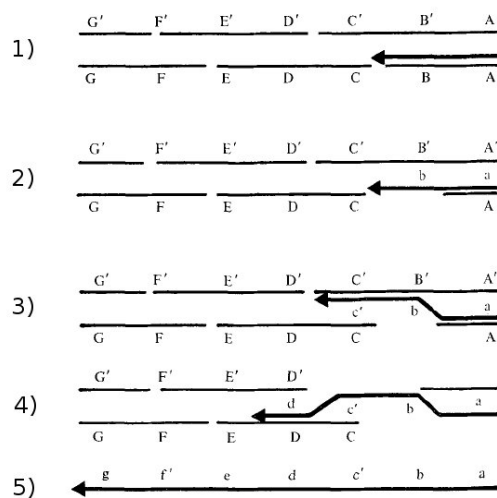 G′ F′ E′ D′ C′ B′ A
1)
G F E D C B A
G′ F′ E′ D′ C′ B′ A′
2) b a
G F E D C A
G′ F′ E′ D′ C′ B′ A′
3) c′ b a
G F E D C A
G′ F′ E′ D′
4) d c′ b a
G F E D C
5) g f′ e d c′ b a